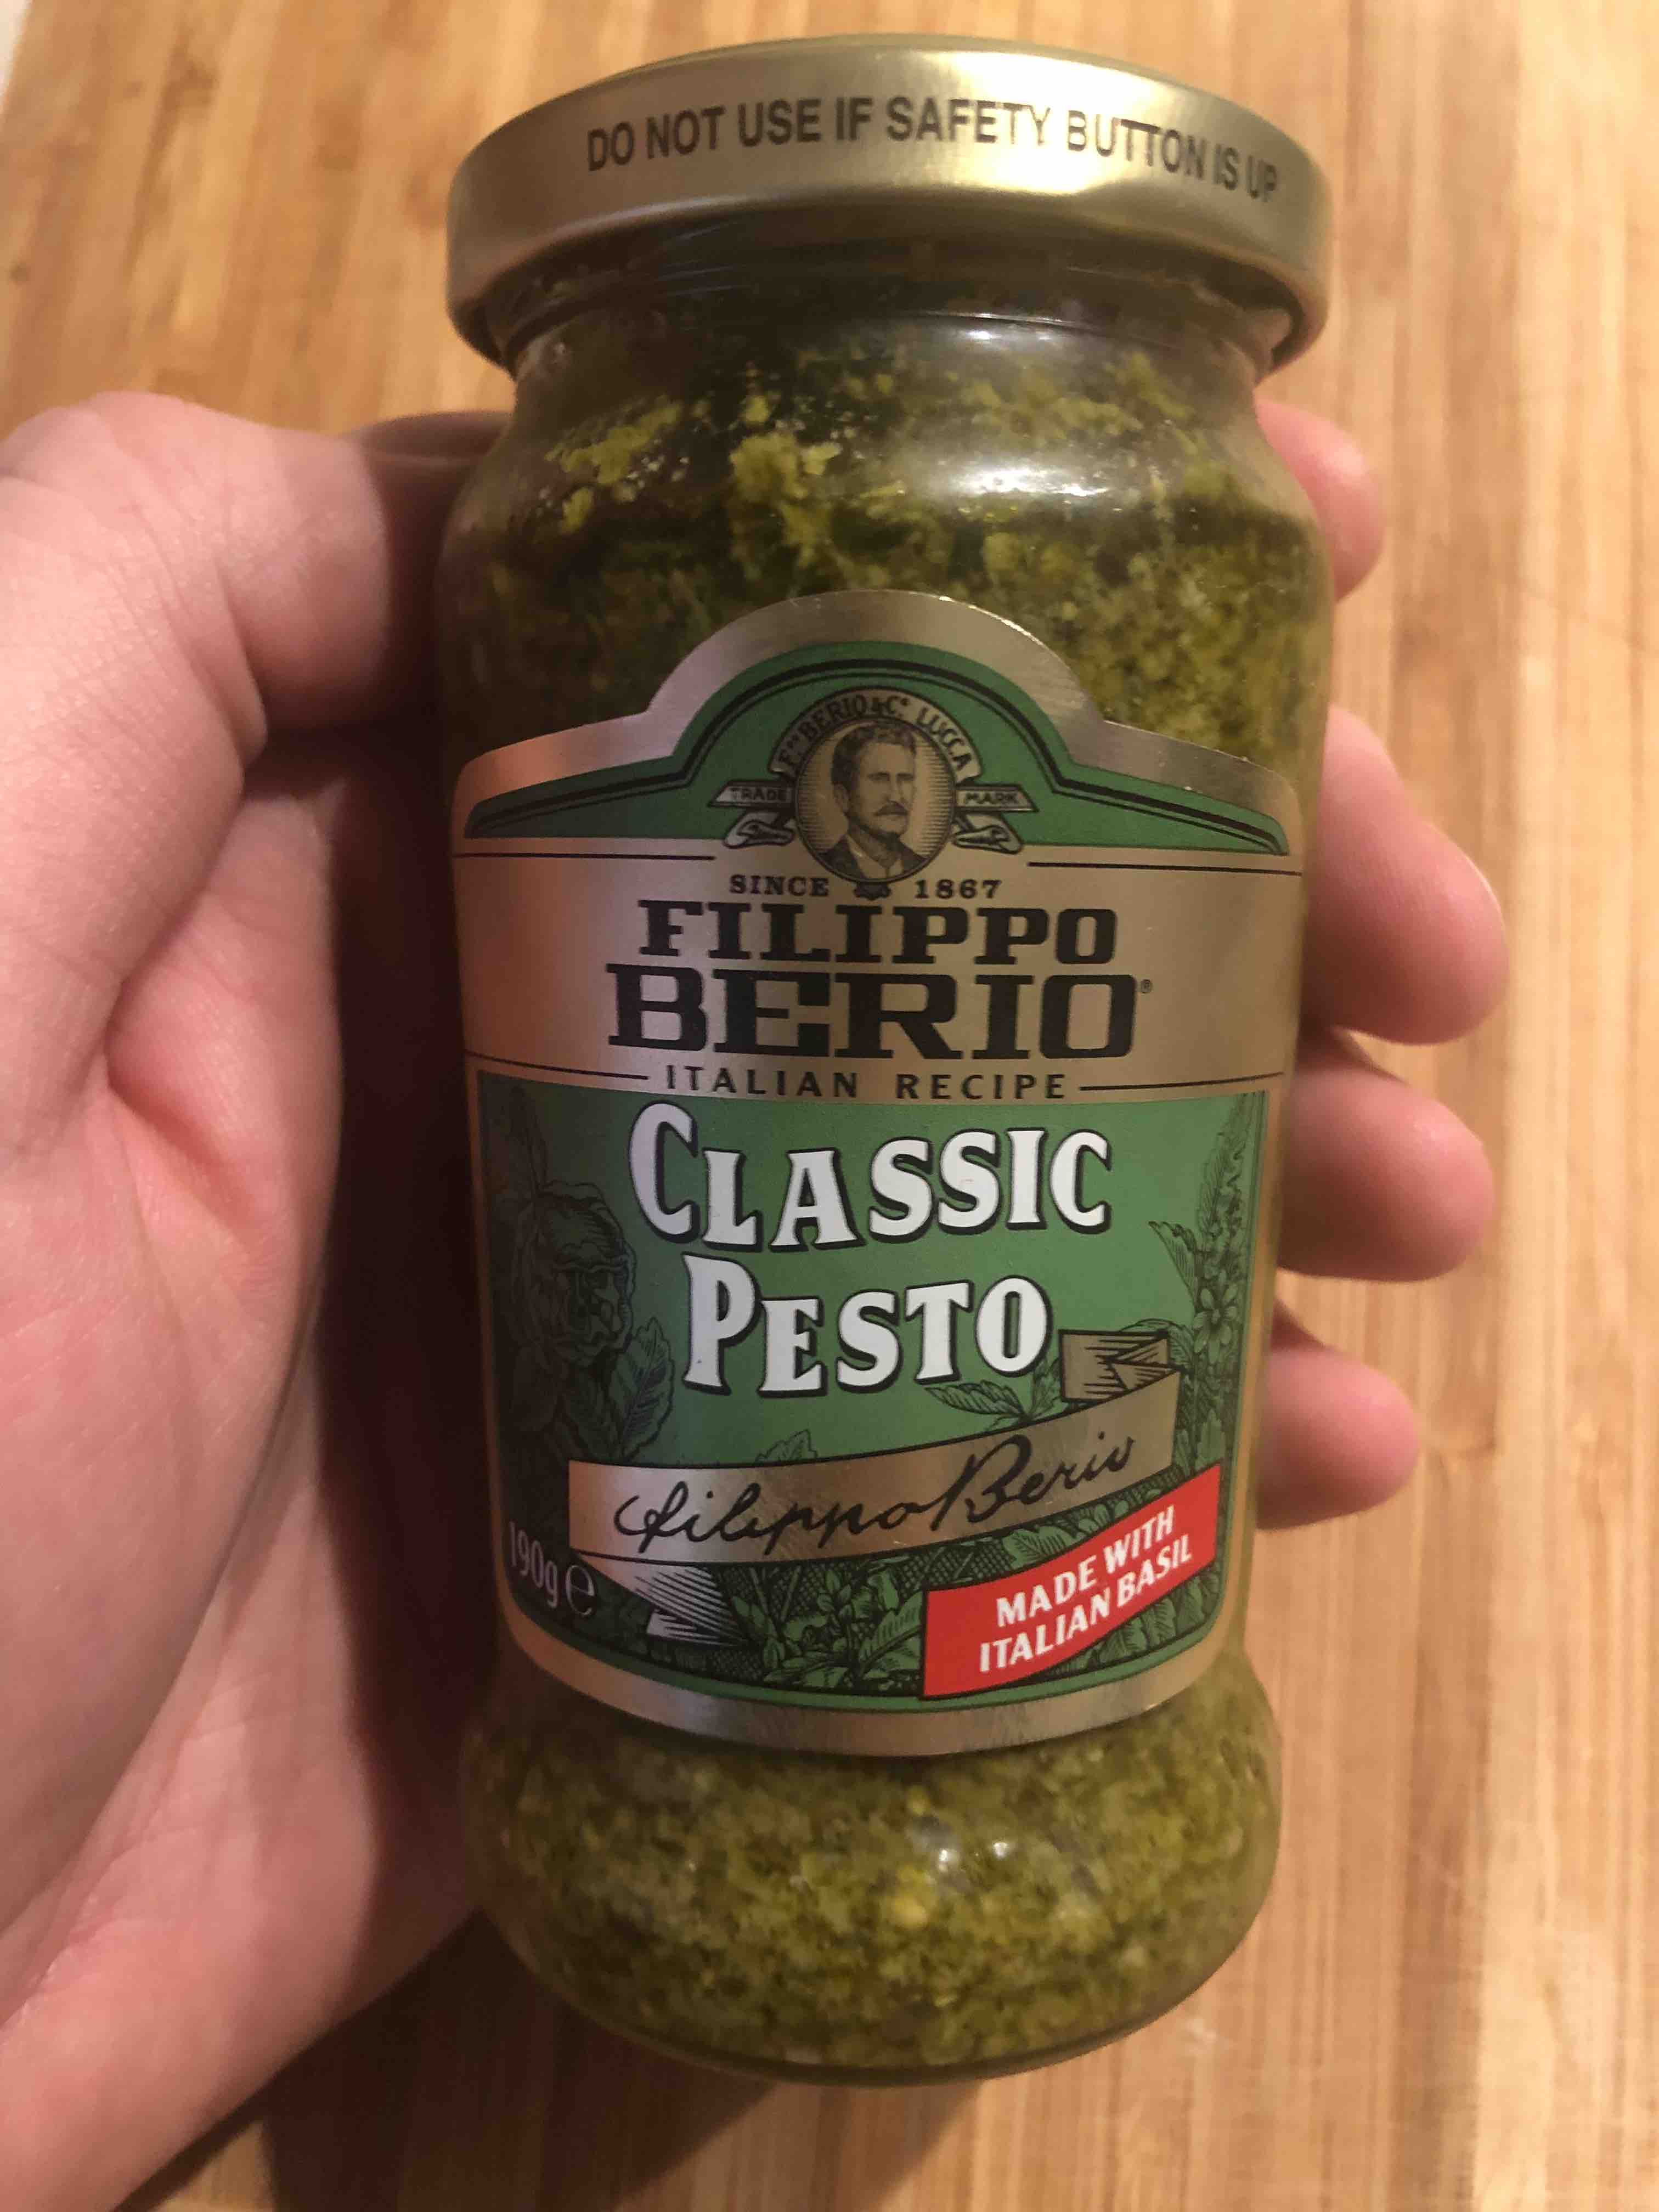 DO NOT USE IF SAFETY BUTTON IS UP
F.BERIO & Cº LUCCA
TRADE MARK
SINCE 1867
FILIPPO
BERIO®
ITALIAN RECIPE
CLASSIC
PESTO
Filippo Berio
190g e
MADE WITH
ITALIAN BASIL